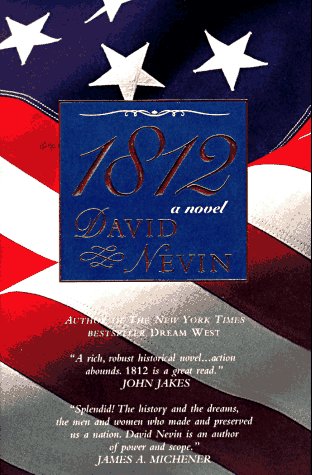 1812
a novel
DAVID
NEVIN
AUTHOR OF THE NEW YORK TIMES
BESTSELLER DREAM WEST
"A rich, robust historical novel...action
abounds. 1812 is a great read."
JOHN JAKES
"Splendid! The history and the dreams,
the men and women who made and preserved
us a nation. David Nevin is an author
of power and scope."
JAMES A. MICHENER